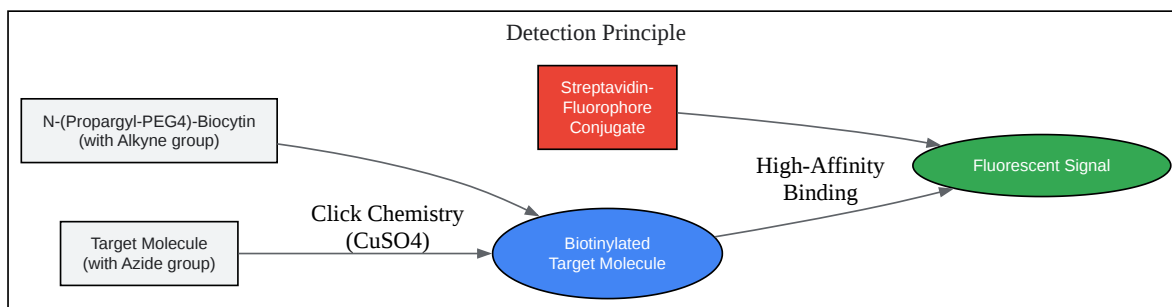 Detection Principle
Streptavidin-
Fluorophore
Conjugate
N-(Propargyl-PEG4)-Biocytin
(with Alkyne group)
High-Affinity
Binding
Fluorescent Signal
Click Chemistry
(CuSO4)
Target Molecule
(with Azide group)
Biotinylated
Target Molecule